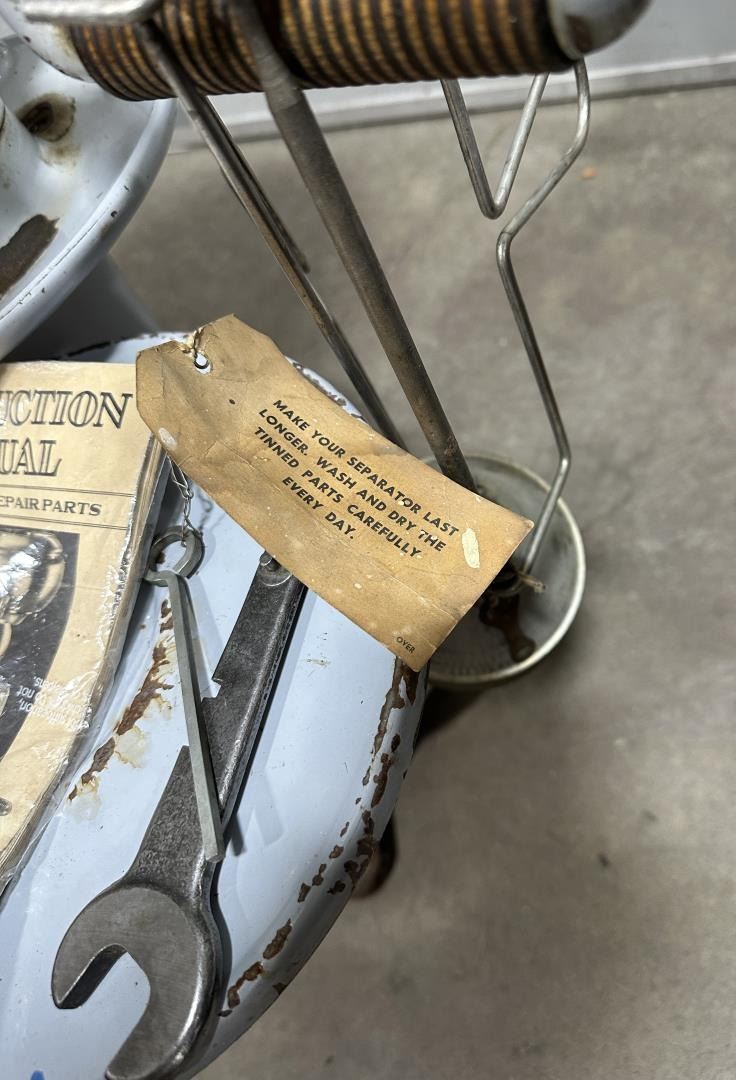 UCTION
UAL
EPAIR PARTS
MAKE YOUR SEPARATOR LAST
LONGER. WASH AND DRY THE
TINNED PARTS CAREFULLY
EVERY DAY.
OVER